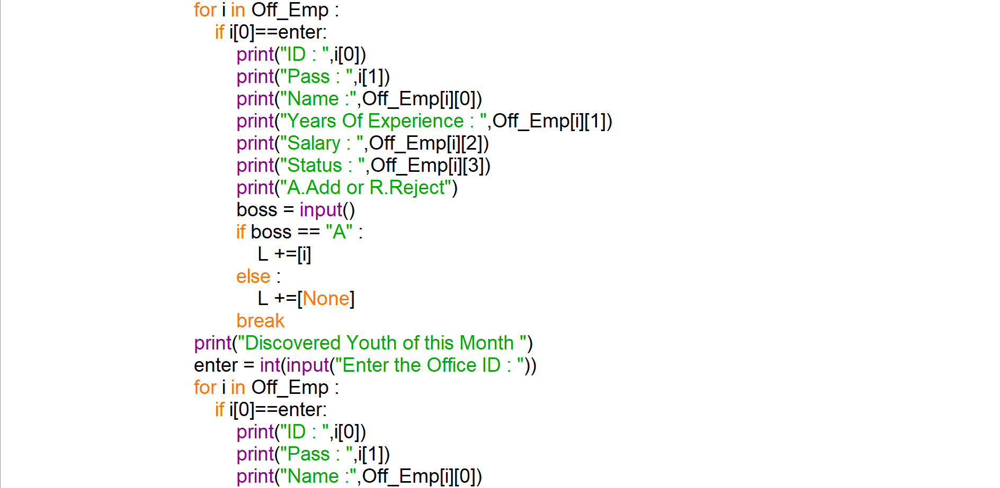 for i in Off_Emp :
if i[0]==enter:
print("ID : ",i[0])
print("Pass : ",i[1])
print("Name :",Off_Emp[i][0])
print("Years Of Experience : ",Off_Emp[i][1])
print("Salary : ",Off_Emp[i][2])
print("Status : ",Off_Emp[i][3])
print("A.Add or R.Reject")
boss = input()
if boss == "A" :
L +=[i]
else :
L +=[None]
break
print("Discovered Youth of this Month ")
enter = int(input("Enter the Office ID : "))
for i in Off_Emp :
if i[0]==enter:
print("ID : ",i[0])
print("Pass : ",i[1])
print("Name :",Off_Emp[i][0])